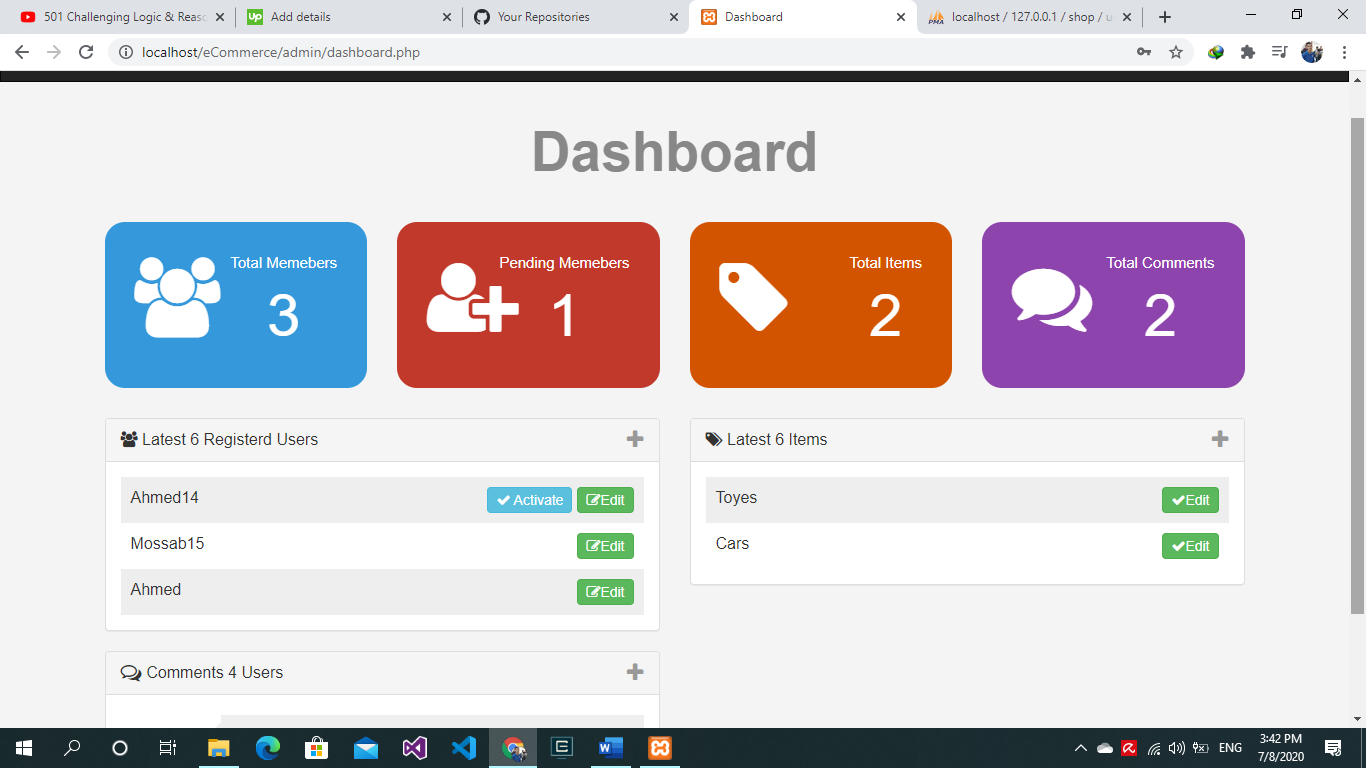 501 Challenging Logic & Reaso
Add details
Your Repositories
Dashboard
localhost / 127.0.0.1 / shop / u
localhost/eCommerce/admin/dashboard.php
Dashboard
Total Memebers
3
Pending Memebers
1
Total Items
2
Total Comments
2
Latest 6 Registerd Users
Ahmed14
Activate
Edit
Mossab15
Edit
Ahmed
Edit
Latest 6 Items
Toyes
Edit
Cars
Edit
Comments 4 Users
ENG
3:42 PM
7/8/2020